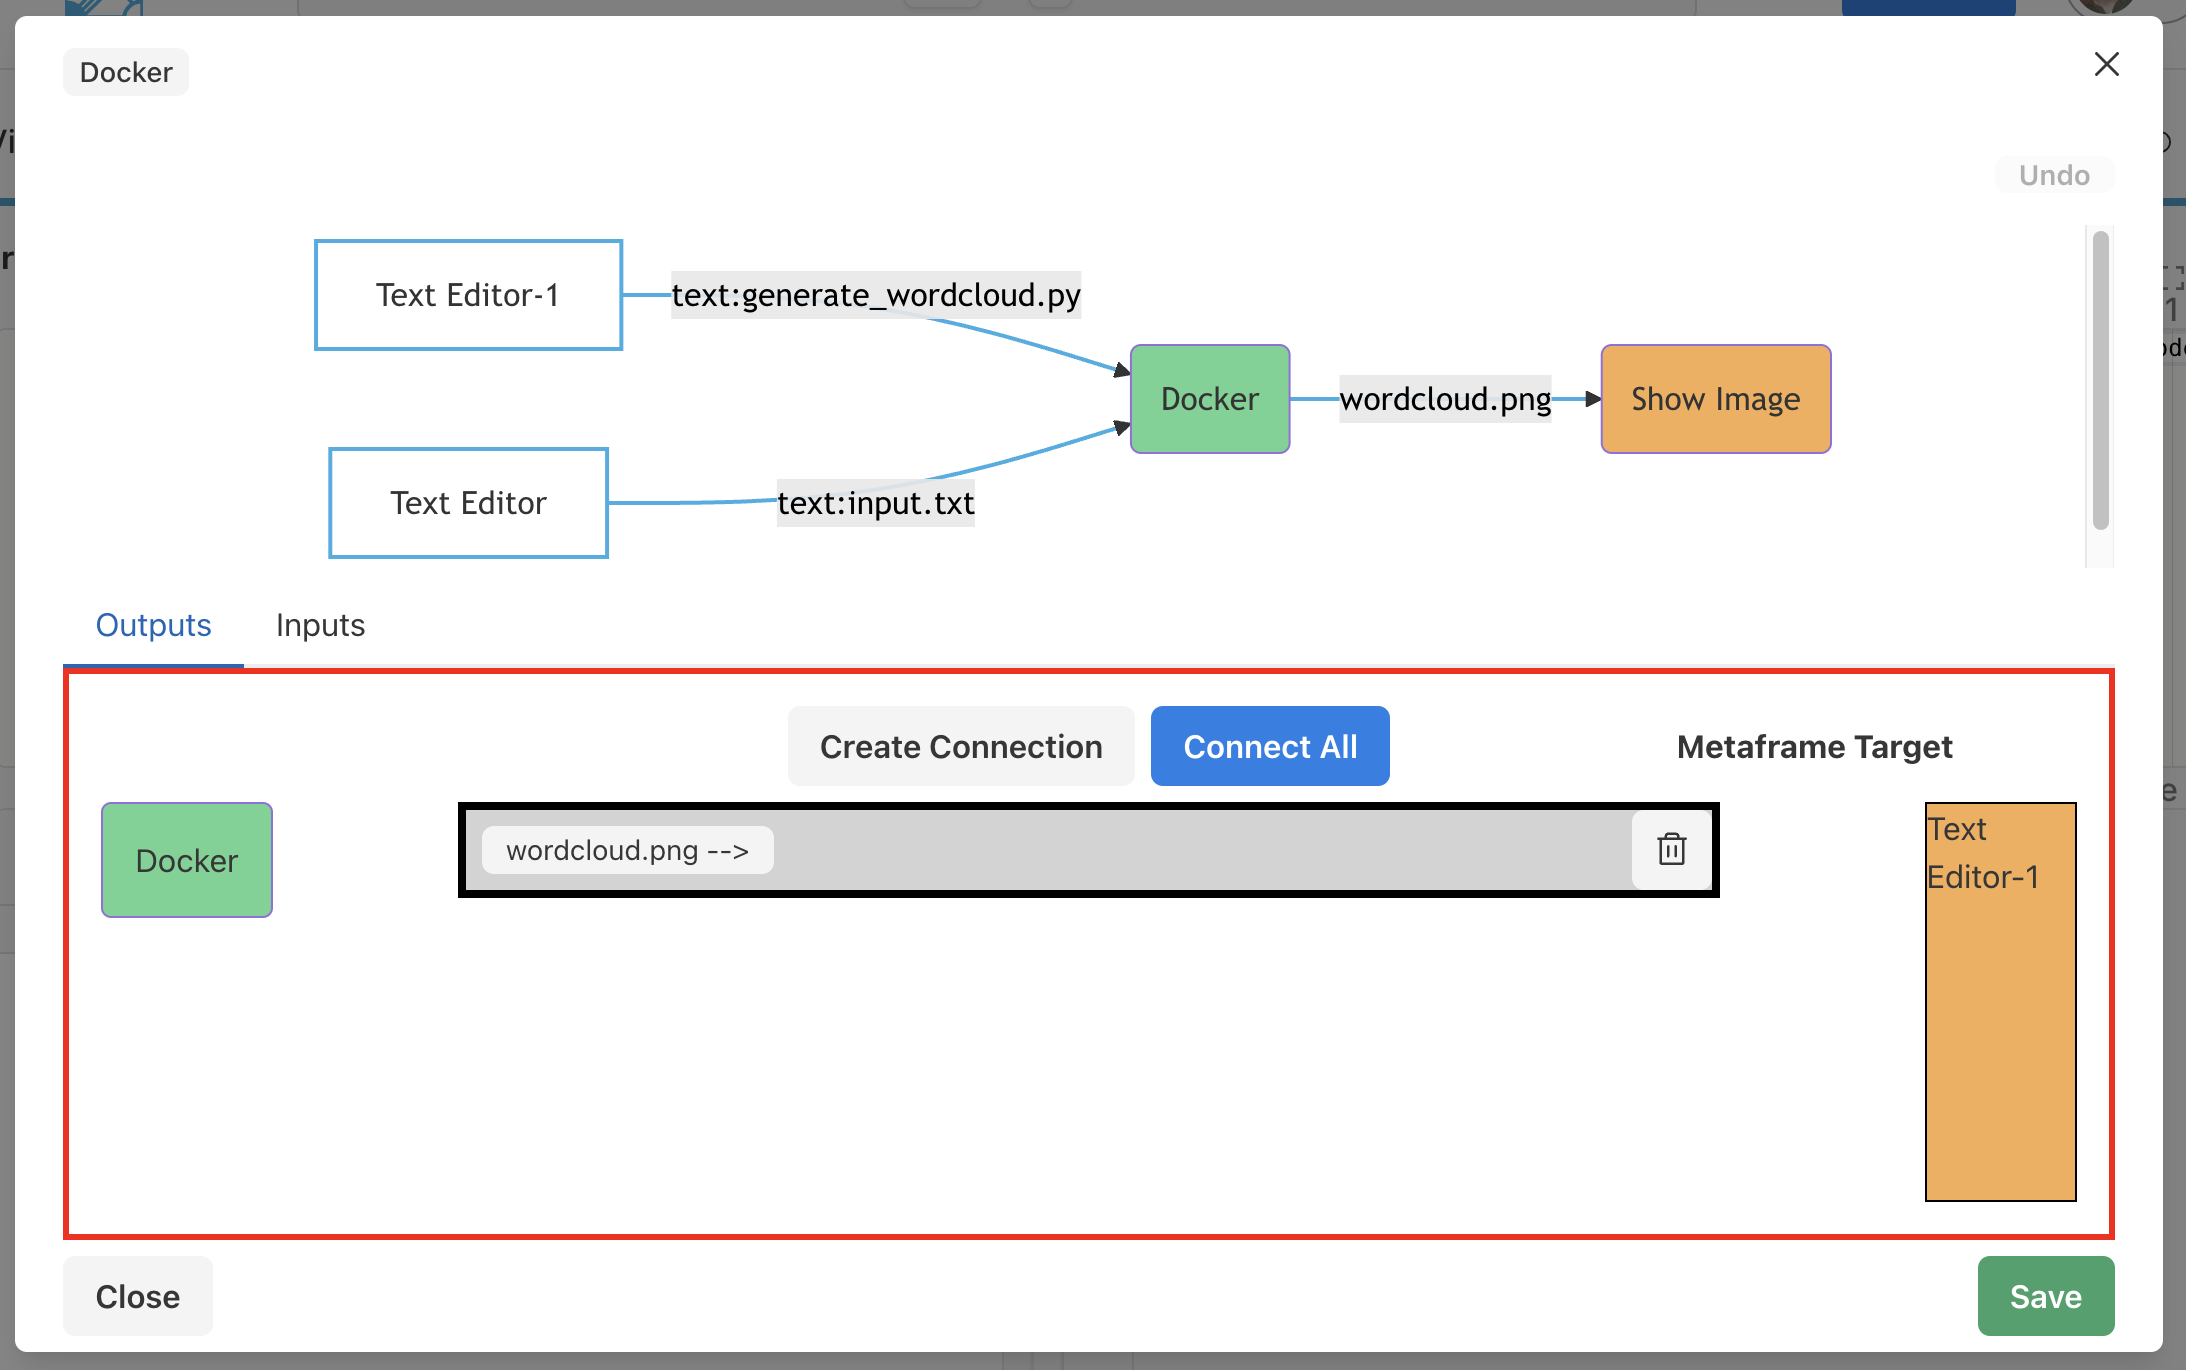 Docker
Undo
Text Editor-1
text:generate_wordcloud.py
Docker
wordcloud.png
Show Image
Text Editor
text:input.txt
Outputs
Inputs
Create Connection
Connect All
Metaframe Target
Docker
wordcloud.png -->
Text
Editor-1
Close
Save